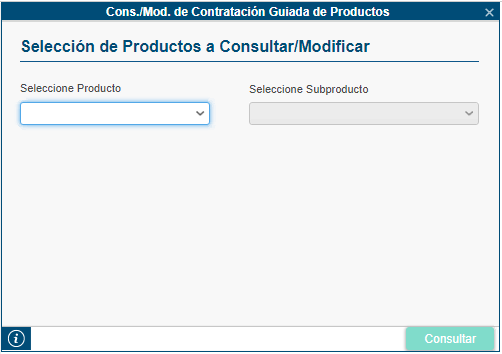 Cons./Mod. de Contratación Guiada de Productos
Selección de Productos a Consultar/Modificar
Seleccione Producto
Seleccione Subproducto
Consultar